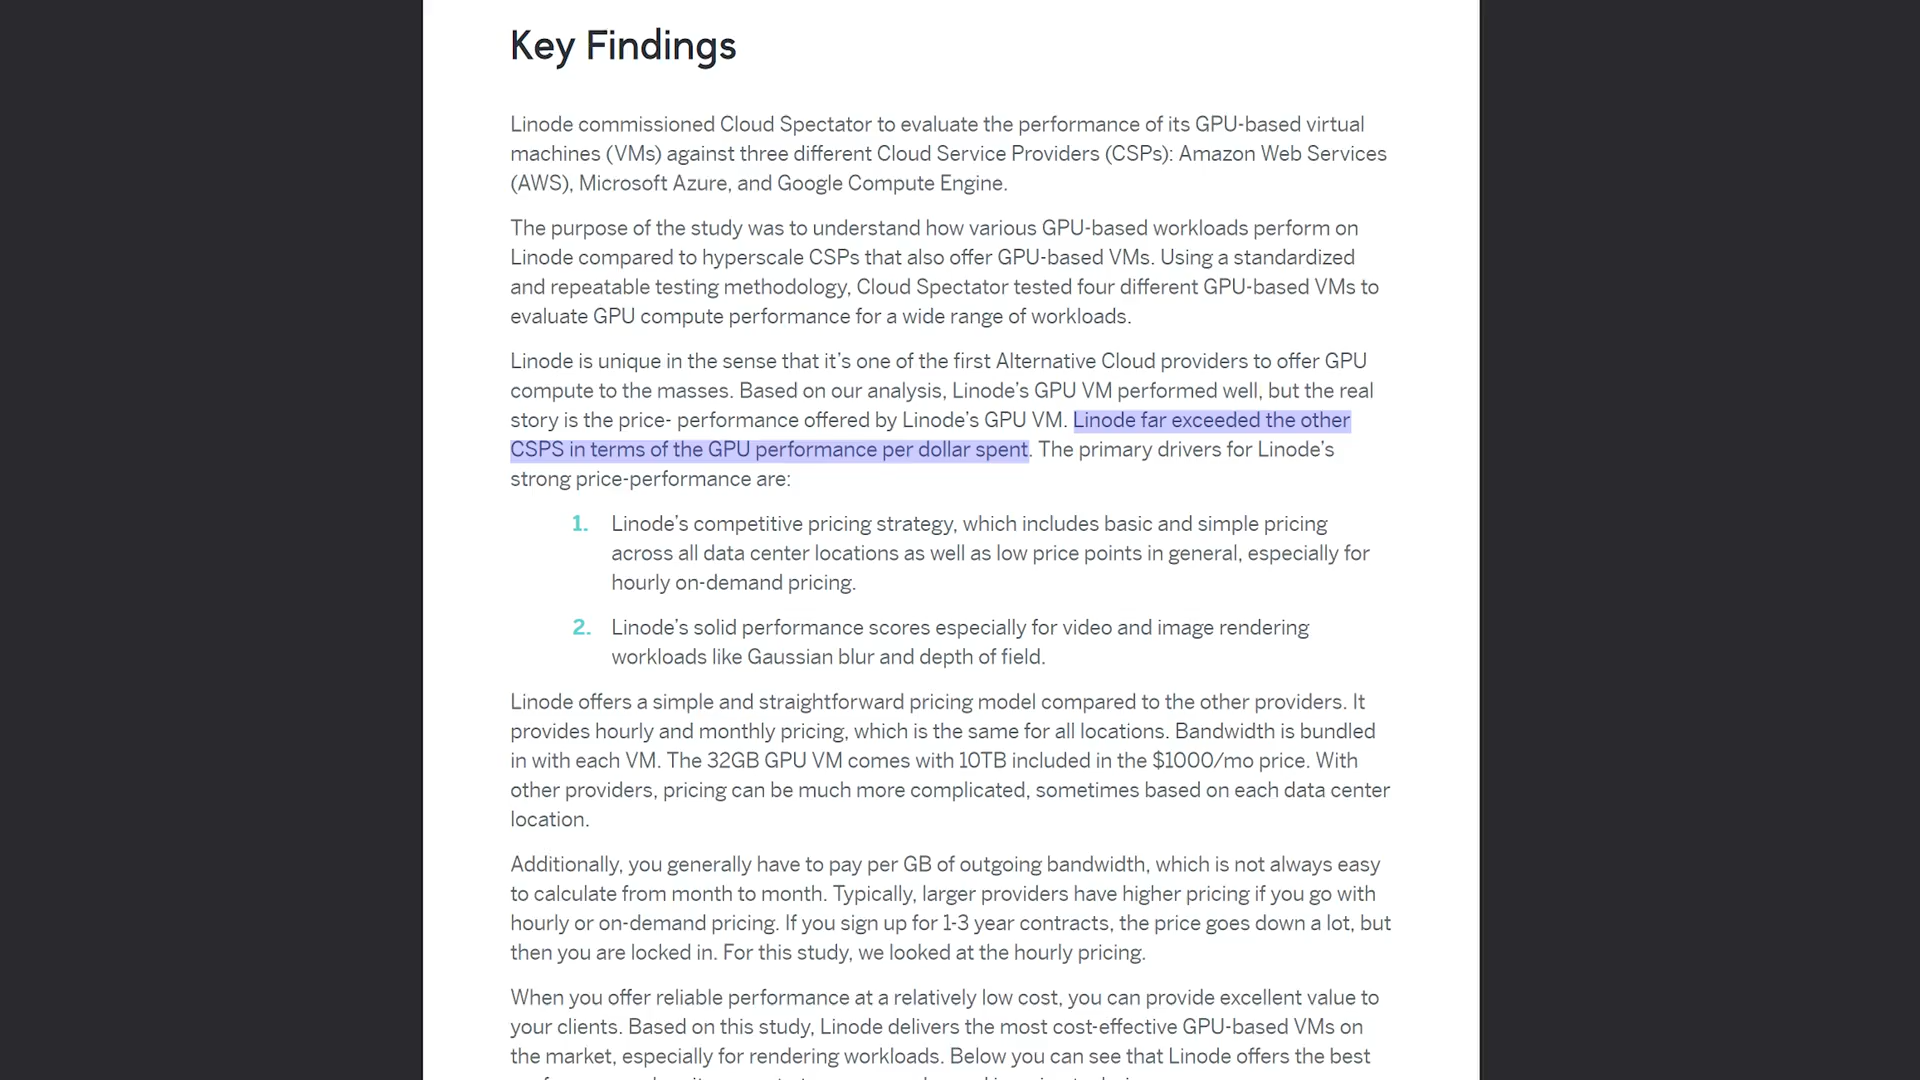 Key Findings
Linode commissioned Cloud Spectator to evaluate the performance of its GPU-based virtual
machines (VMs) against three different Cloud Service Providers (CSPs): Amazon Web Services
(AWS), Microsoft Azure, and Google Compute Engine.
The purpose of the study was to understand how various GPU-based workloads perform on
Linode compared to hyperscale CSPs that also offer GPU-based VMs. Using a standardized
and repeatable testing methodology, Cloud Spectator tested four different GPU-based VMs to
evaluate GPU compute performance for a wide range of workloads.
Linode is unique in the sense that it's one of the first Alternative Cloud providers to offer GPU
compute to the masses. Based on our analysis, Linode's GPU VM performed well, but the real
story is the price- performance offered by Linode's GPU VM. Linode far exceeded the other
CSPS in terms of the GPU performance per dollar spent. The primary drivers for Linode's
strong price-performance are:
1. Linode's competitive pricing strategy, which includes basic and simple pricing
across all data center locations as well as low price points in general, especially for
hourly on-demand pricing.
2. Linode's solid performance scores especially for video and image rendering
workloads like Gaussian blur and depth of field.
Linode offers a simple and straightforward pricing model compared to the other providers. It
provides hourly and monthly pricing, which is the same for all locations. Bandwidth is bundled
in with each VM. The 32GB GPU VM comes with 10TB included in the $1000/mo price. With
other providers, pricing can be much more complicated, sometimes based on each data center
location.
Additionally, you generally have to pay per GB of outgoing bandwidth, which is not always easy
to calculate from month to month. Typically, larger providers have higher pricing if you go with
hourly or on-demand pricing. If you sign up for 1-3 year contracts, the price goes down a lot, but
then you are locked in. For this study, we looked at the hourly pricing.
When you offer reliable performance at a relatively low cost, you can provide excellent value to
your clients. Based on this study, Linode delivers the most cost-effective GPU-based VMs on
the market, especially for rendering workloads. Below you can see that Linode offers the best